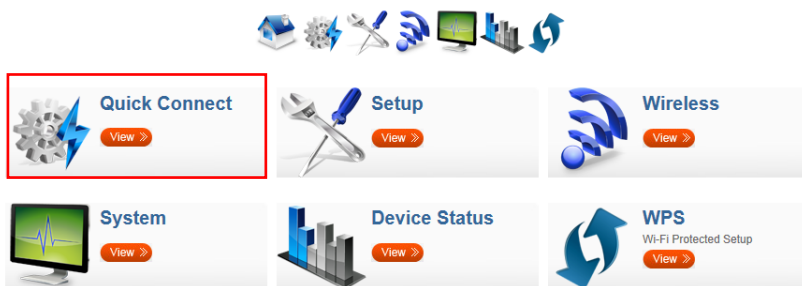 Quick Connect
View »
Setup
View »
Wireless
View »
System
View »
Device Status
View »
WPS
Wi-Fi Protected Setup
View »